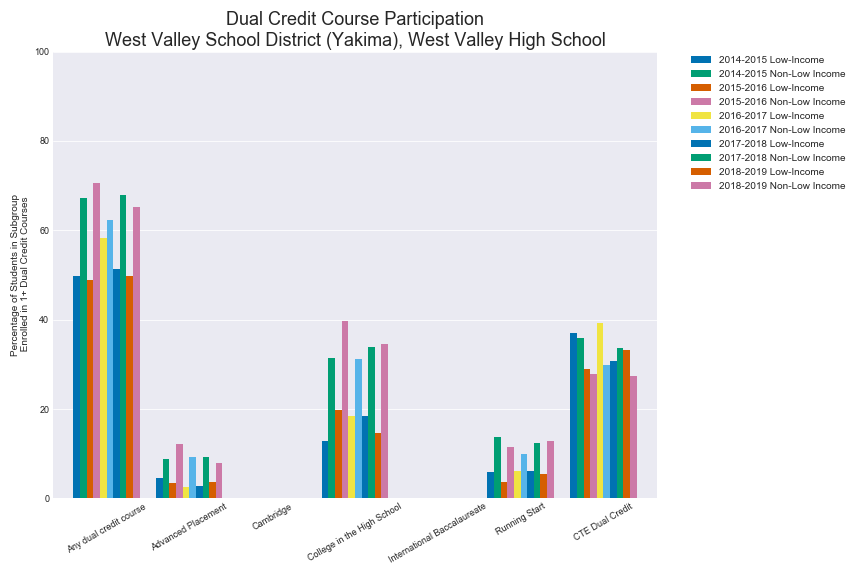 Dual Credit Course Participation
West Valley School District (Yakima), West Valley High School
Percentage of Students in Subgroup
Enrolled in 1+ Dual Credit Courses
100
80
60
40
20
0
Any dual credit course
Advanced Placement
Cambridge
College in the High School
International Baccalaureate
Running Start
CTE Dual Credit
2014-2015 Low-Income
2014-2015 Non-Low Income
2015-2016 Low-Income
2015-2016 Non-Low Income
2016-2017 Low-Income
2016-2017 Non-Low Income
2017-2018 Low-Income
2017-2018 Non-Low Income
2018-2019 Low-Income
2018-2019 Non-Low Income